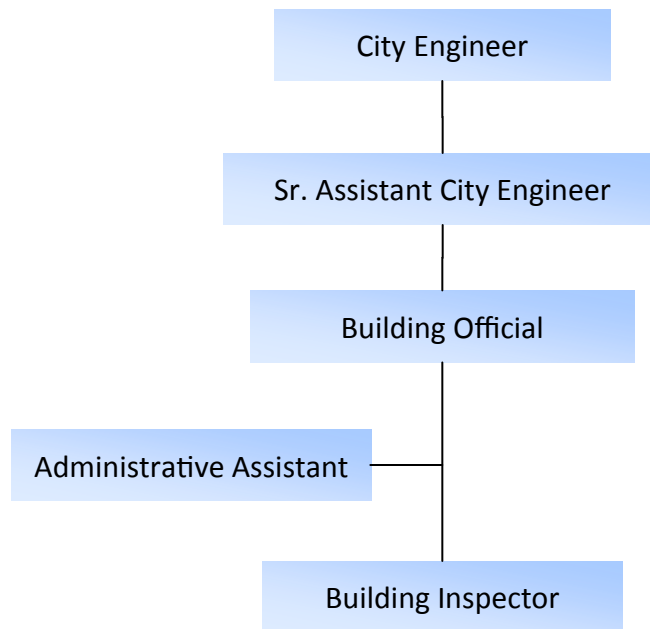 City Engineer
Sr. Assistant City Engineer
Building Official
Administrative Assistant
Building Inspector